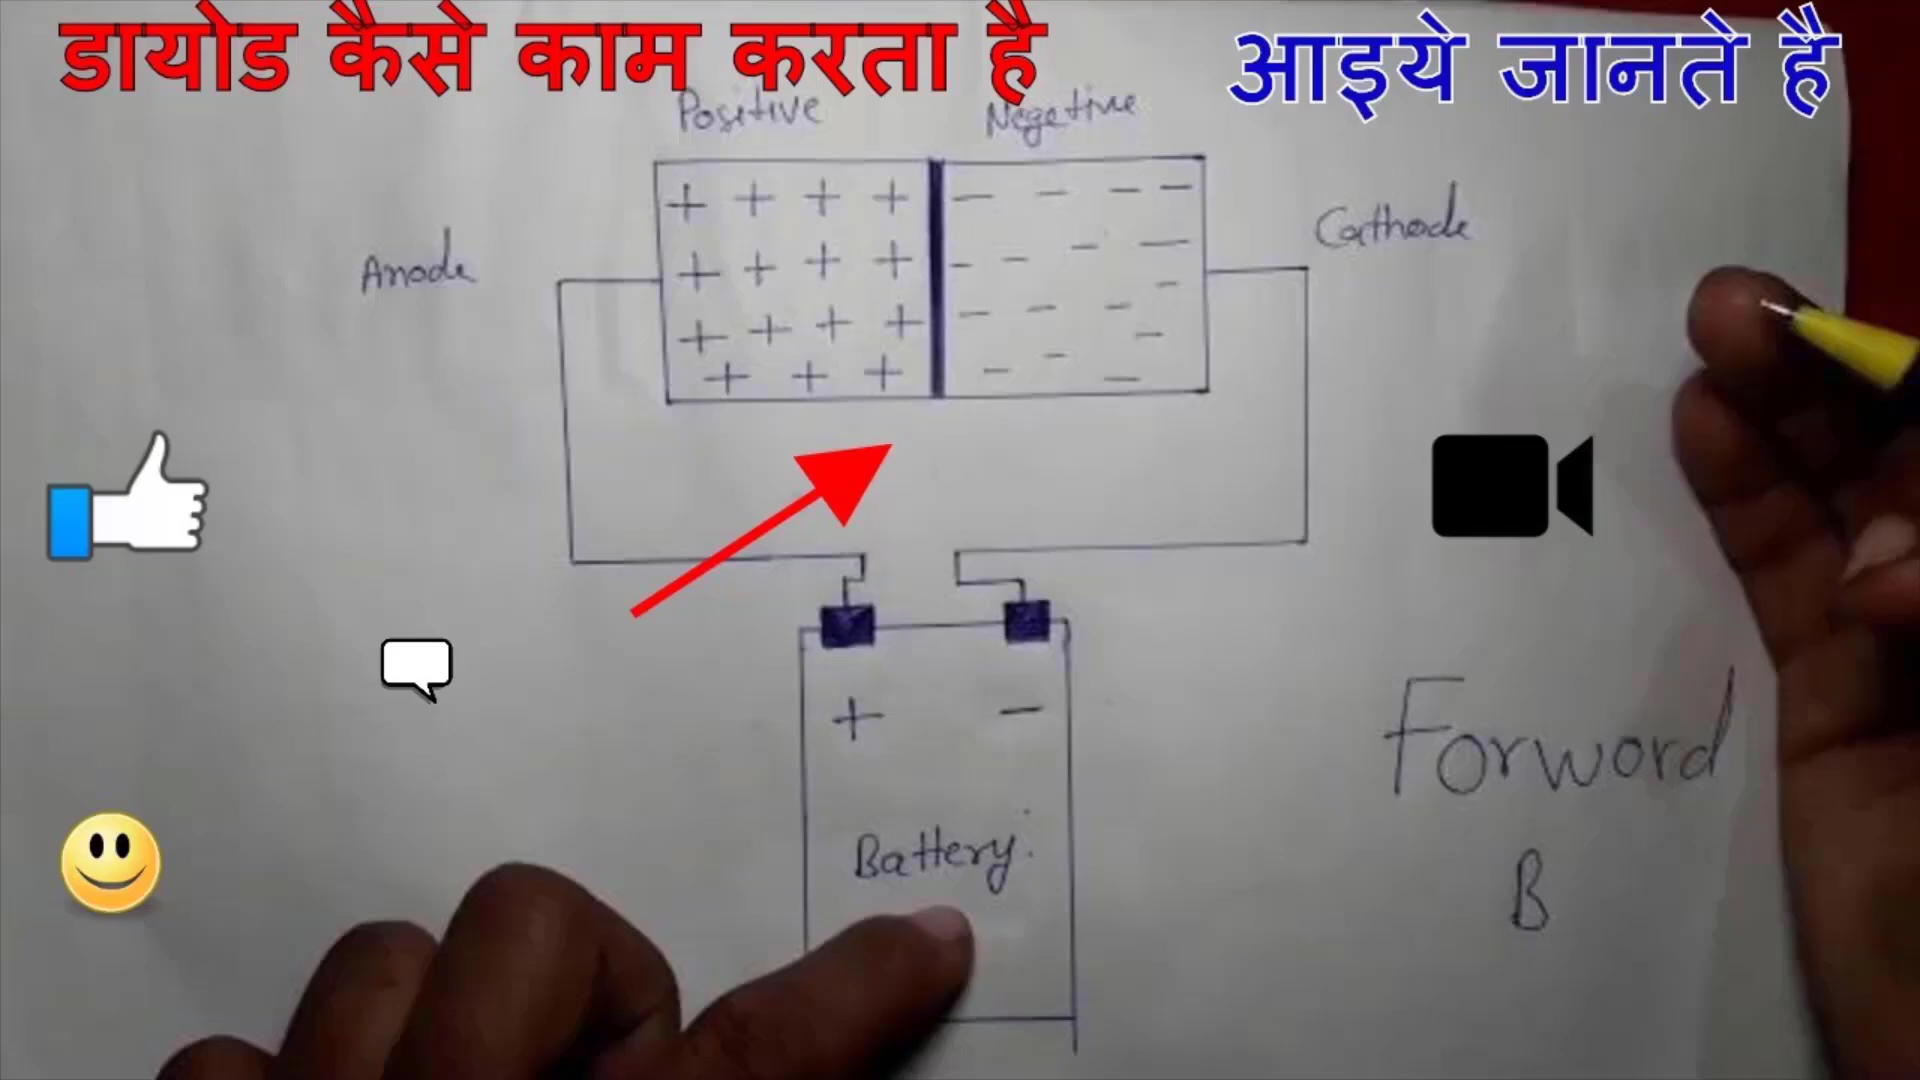 डायोड कैसे काम करता है
आइये जानते है
Positive
Negetive
Anode
Cathode
+ -
Battery
Forword
B